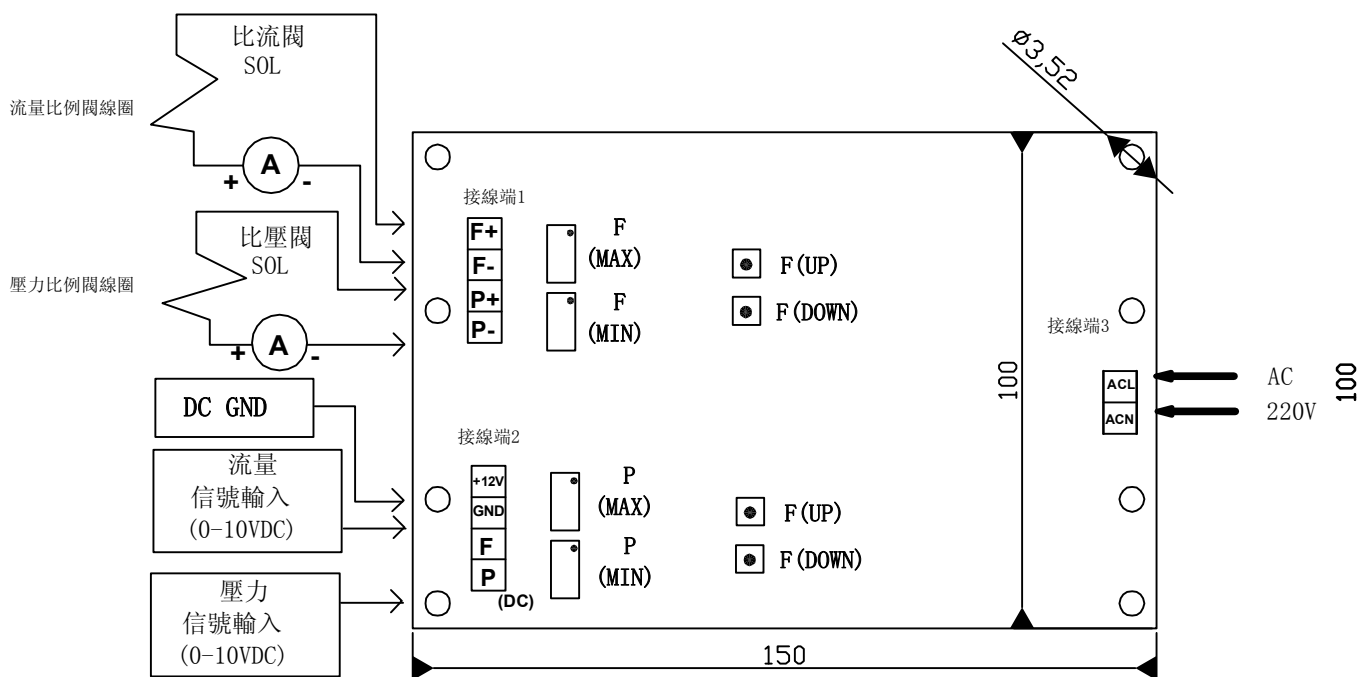 比流閥
SOL
流量比例閥線圈
A
+ -
比壓閥
SOL
壓力比例閥線圈
A
+ -
DC GND
流量
信號輸入
(0-10VDC)
壓力
信號輸入
(0-10VDC)
接線端1
F+
F-
P+
P-
F
(MAX)
F
(MIN)
F(UP)
F(DOWN)
接線端2
+12V
GND
F
P
(DC)
P
(MAX)
P
(MIN)
F(UP)
F(DOWN)
ø3,52
100
接線端3
ACL
ACN
AC
220V
100
150